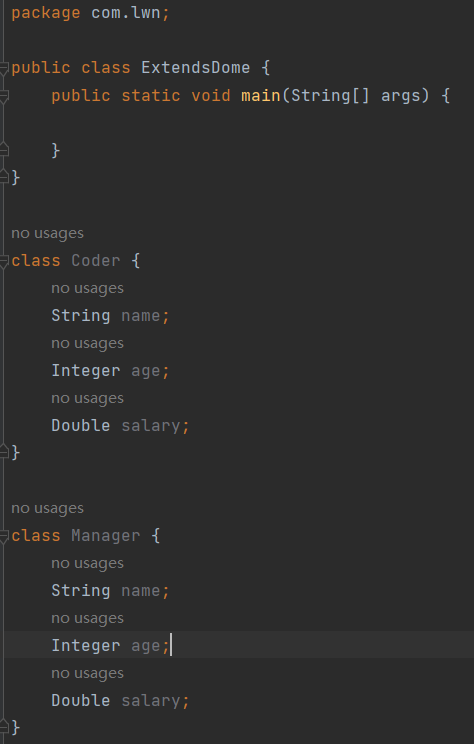 package com.lwn;
public class ExtendsDome {
public static void main(String[] args) {
}
}
no usages
class Coder {
no usages
String name;
no usages
Integer age;
no usages
Double salary;
}
no usages
class Manager {
no usages
String name;
no usages
Integer age;
no usages
Double salary;
}